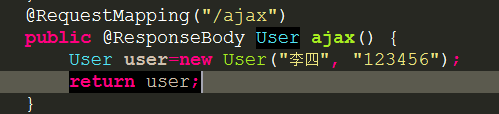 @RequestMapping("/ajax")
public @ResponseBody User ajax() {
User user=new User("李四", "123456");
return user;
}